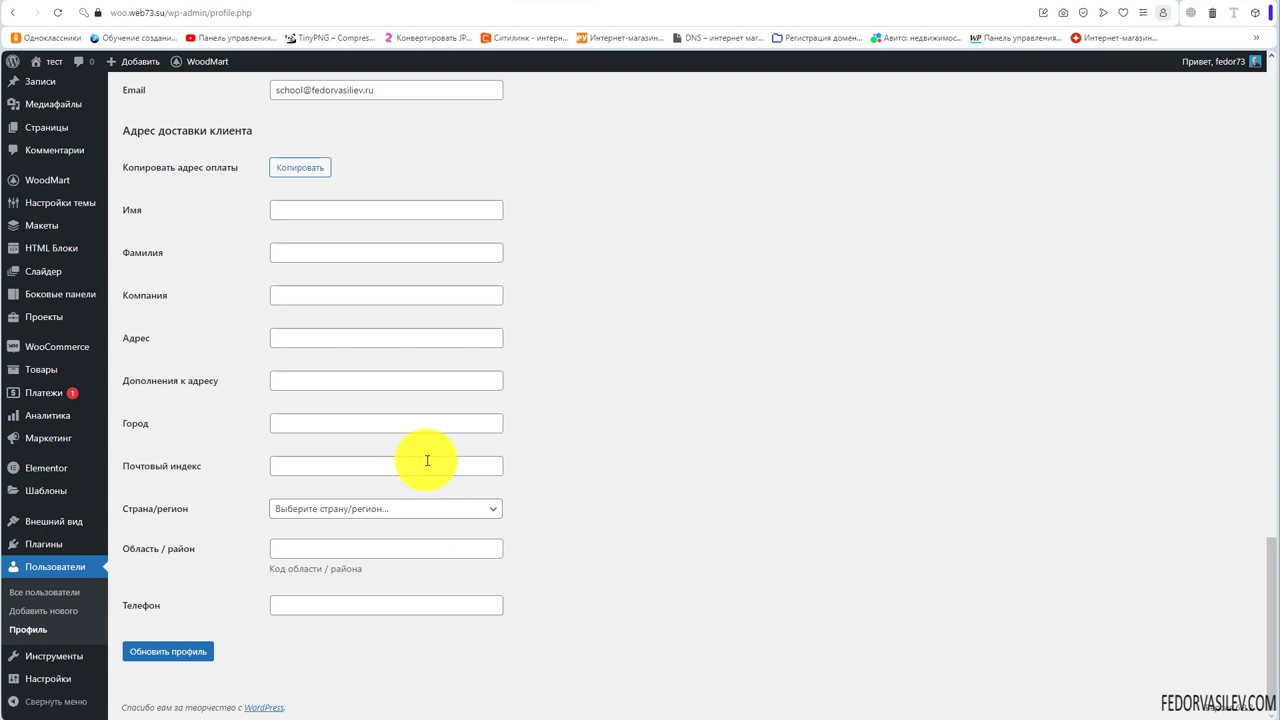 woo.web73.su/wp-admin/profile.php
Одноклассники
Обучение создани...
Панель управления...
TinyPNG – Compres...
Конвертировать JP...
Ситилинк - интерн...
Интернет-магазин...
DNS – интернет маг...
Регистрация домен...
Авито: недвижимос...
Панель управления...
Интернет-магазин...
тест
0
Добавить
WoodMart
Привет, fedor73
Записи
Медиафайлы
Страницы
Комментарии
WoodMart
Настройки темы
Макеты
HTML Блоки
Слайдер
Боковые панели
Проекты
WooCommerce
Товары
Платежи 1
Аналитика
Маркетинг
Elementor
Шаблоны
Внешний вид
Плагины
Пользователи
Все пользователи
Добавить нового
Профиль
Инструменты
Настройки
Свернуть меню
Email
school@fedorvasiliev.ru
Адрес доставки клиента
Копировать адрес оплаты
Копировать
Имя
Фамилия
Компания
Адрес
Дополнения к адресу
Город
Почтовый индекс
Страна/регион
Выберите страну/регион...
Область / район
Код области / района
Телефон
Обновить профиль
Спасибо вам за творчество с WordPress.
FEDORVASILEV.COM